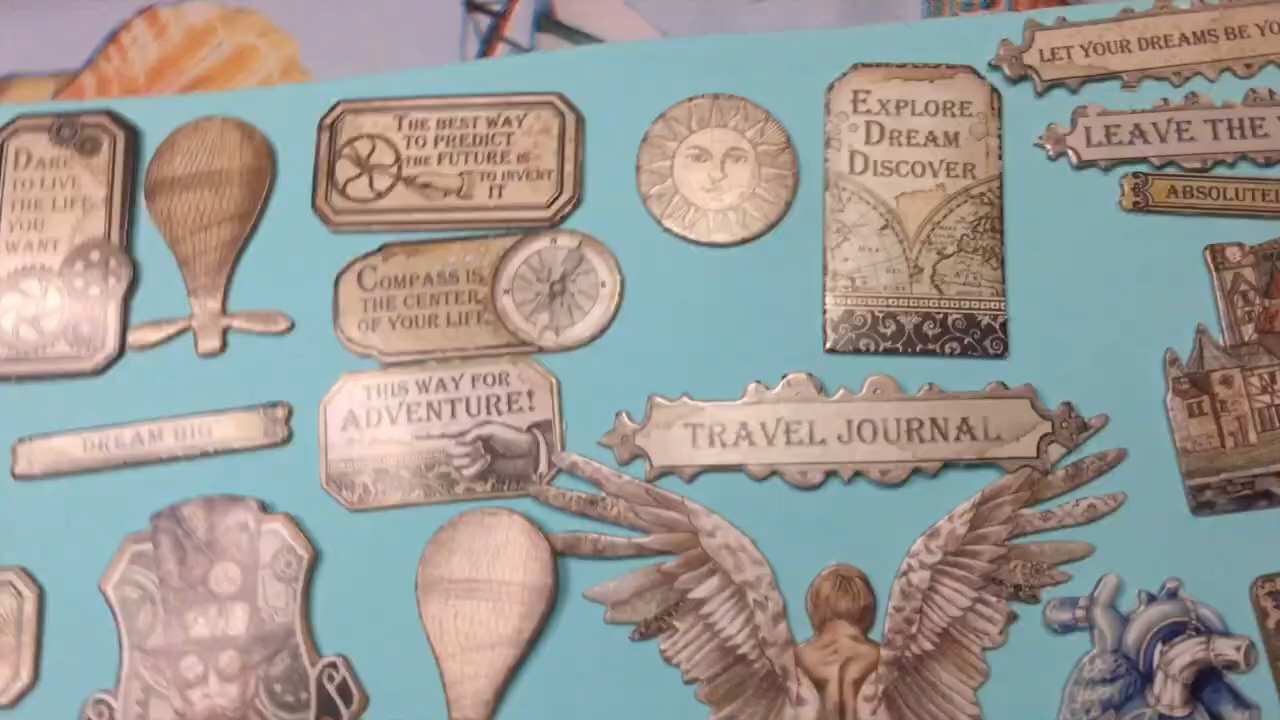 DARE
TO LIVE
THE LIFE
YOU
WANT
THE BEST WAY
TO PREDICT
THE FUTURE IS
TO INVENT
IT
COMPASS IS
THE CENTER
OF YOUR LIFE
THIS WAY FOR
ADVENTURE!
DREAM BIG
EXPLORE
DREAM
DISCOVER
TRAVEL JOURNAL
LET YOUR DREAMS BE YO
LEAVE THE
ABSOLUTE